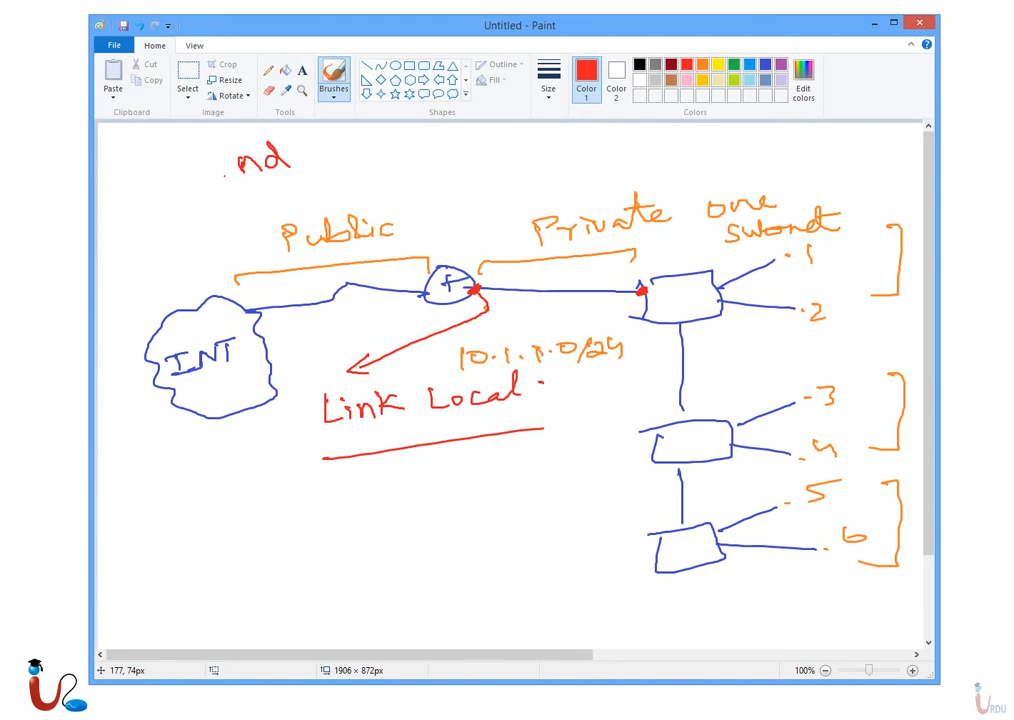 Untitled - Paint
File Home View
Paste
Cut
Copy
Clipboard
Select
Crop
Resize
Rotate
Image
Tools
Brushes
Shapes
Outline
Fill
Size
Color 1
Color 2
Edit colors
Colors
.nd
Public
Private
one subnet
.1
.2
INT
10.1.1.0/24
Link Local
.3
.4
.5
.6
177, 74px
1906 × 872px
100%
URDU